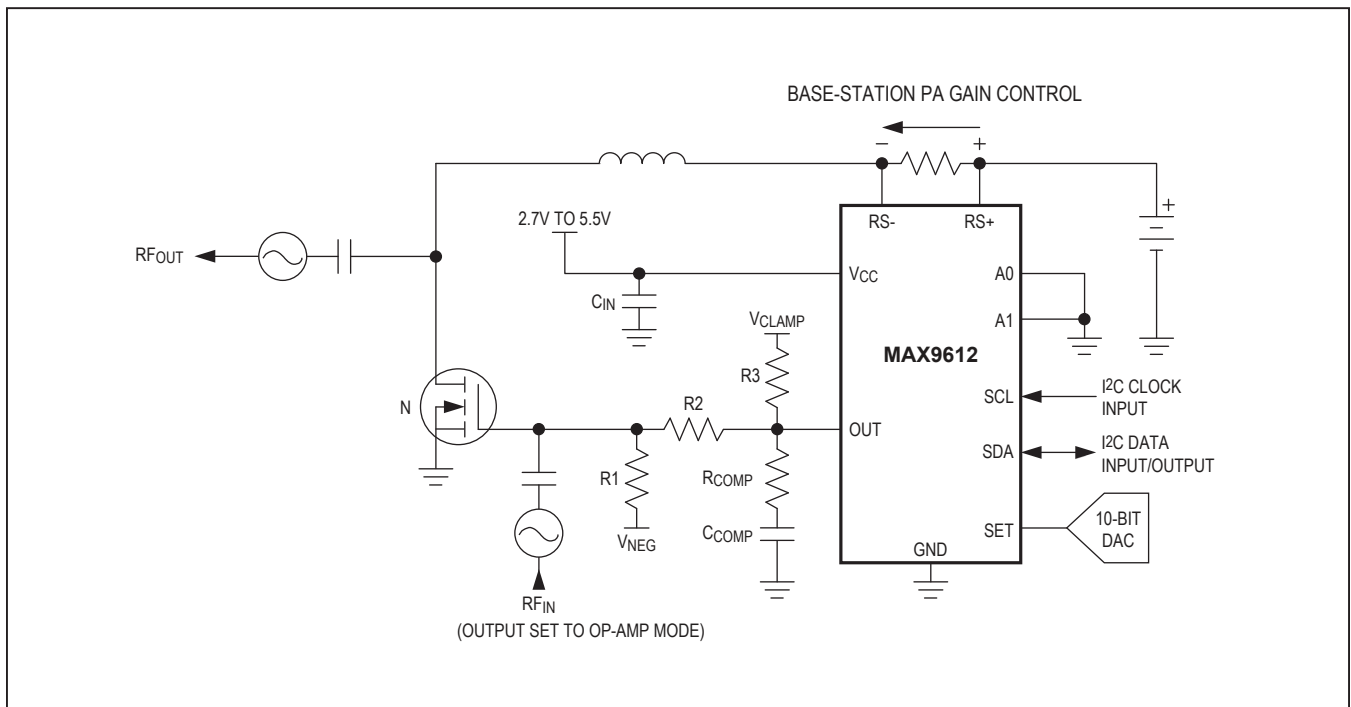 BASE-STATION PA GAIN CONTROL
- +
RS- RS+
2.7V TO 5.5V
+
RFOUT
VCC
A0
CIN
A1
VCLAMP
MAX9612
R3
N
R2
OUT
SCL
I2C CLOCK
INPUT
SDA
I2C DATA
INPUT/OUTPUT
R1
RCOMP
VNEG
CCOMP
SET
10-BIT
DAC
GND
RFIN
(OUTPUT SET TO OP-AMP MODE)